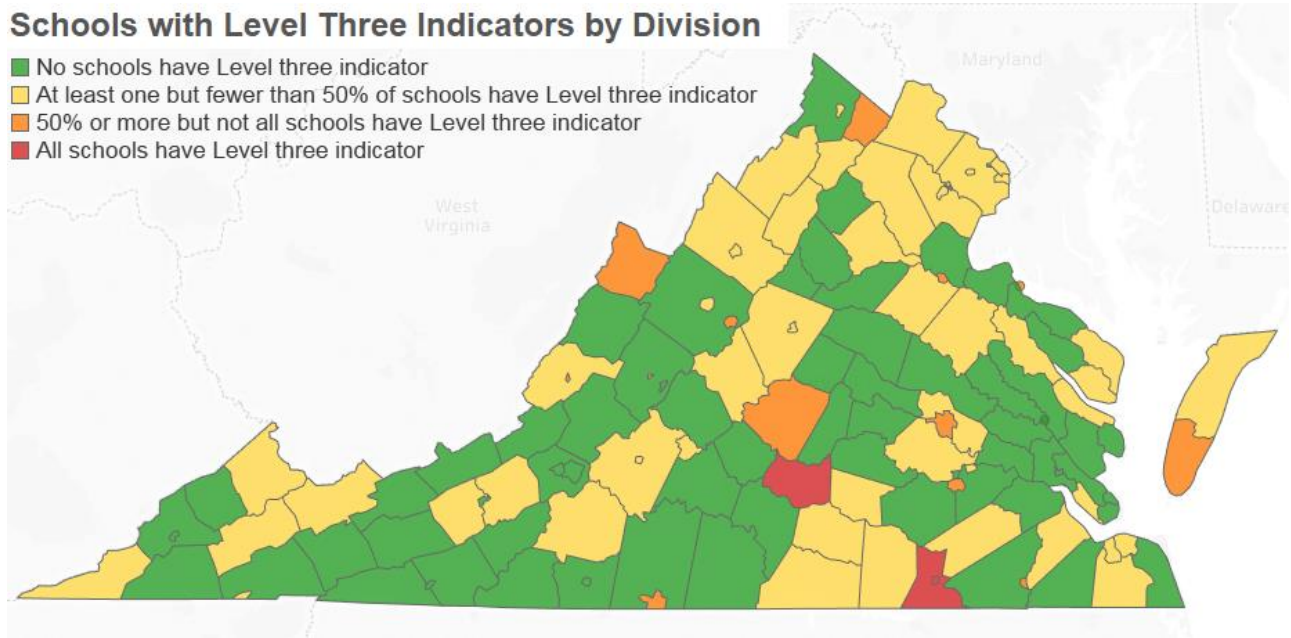 Schools with Level Three Indicators by Division
No schools have Level three indicator
At least one but fewer than 50% of schools have Level three indicator
50% or more but not all schools have Level three indicator
All schools have Level three indicator
Maryland
West
Virginia
Delaware